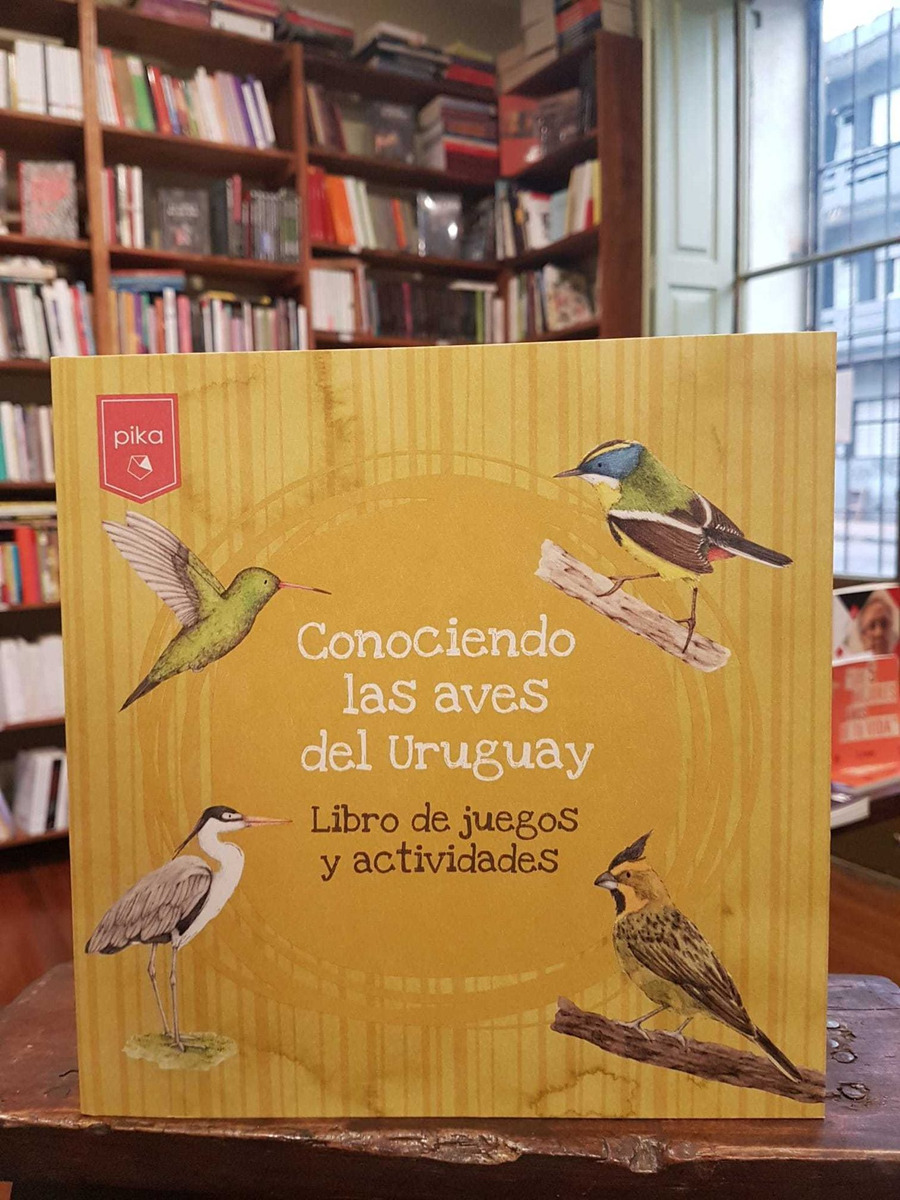 pika
Conociendo
las aves
del Uruguay
Libro de juegos
y actividades